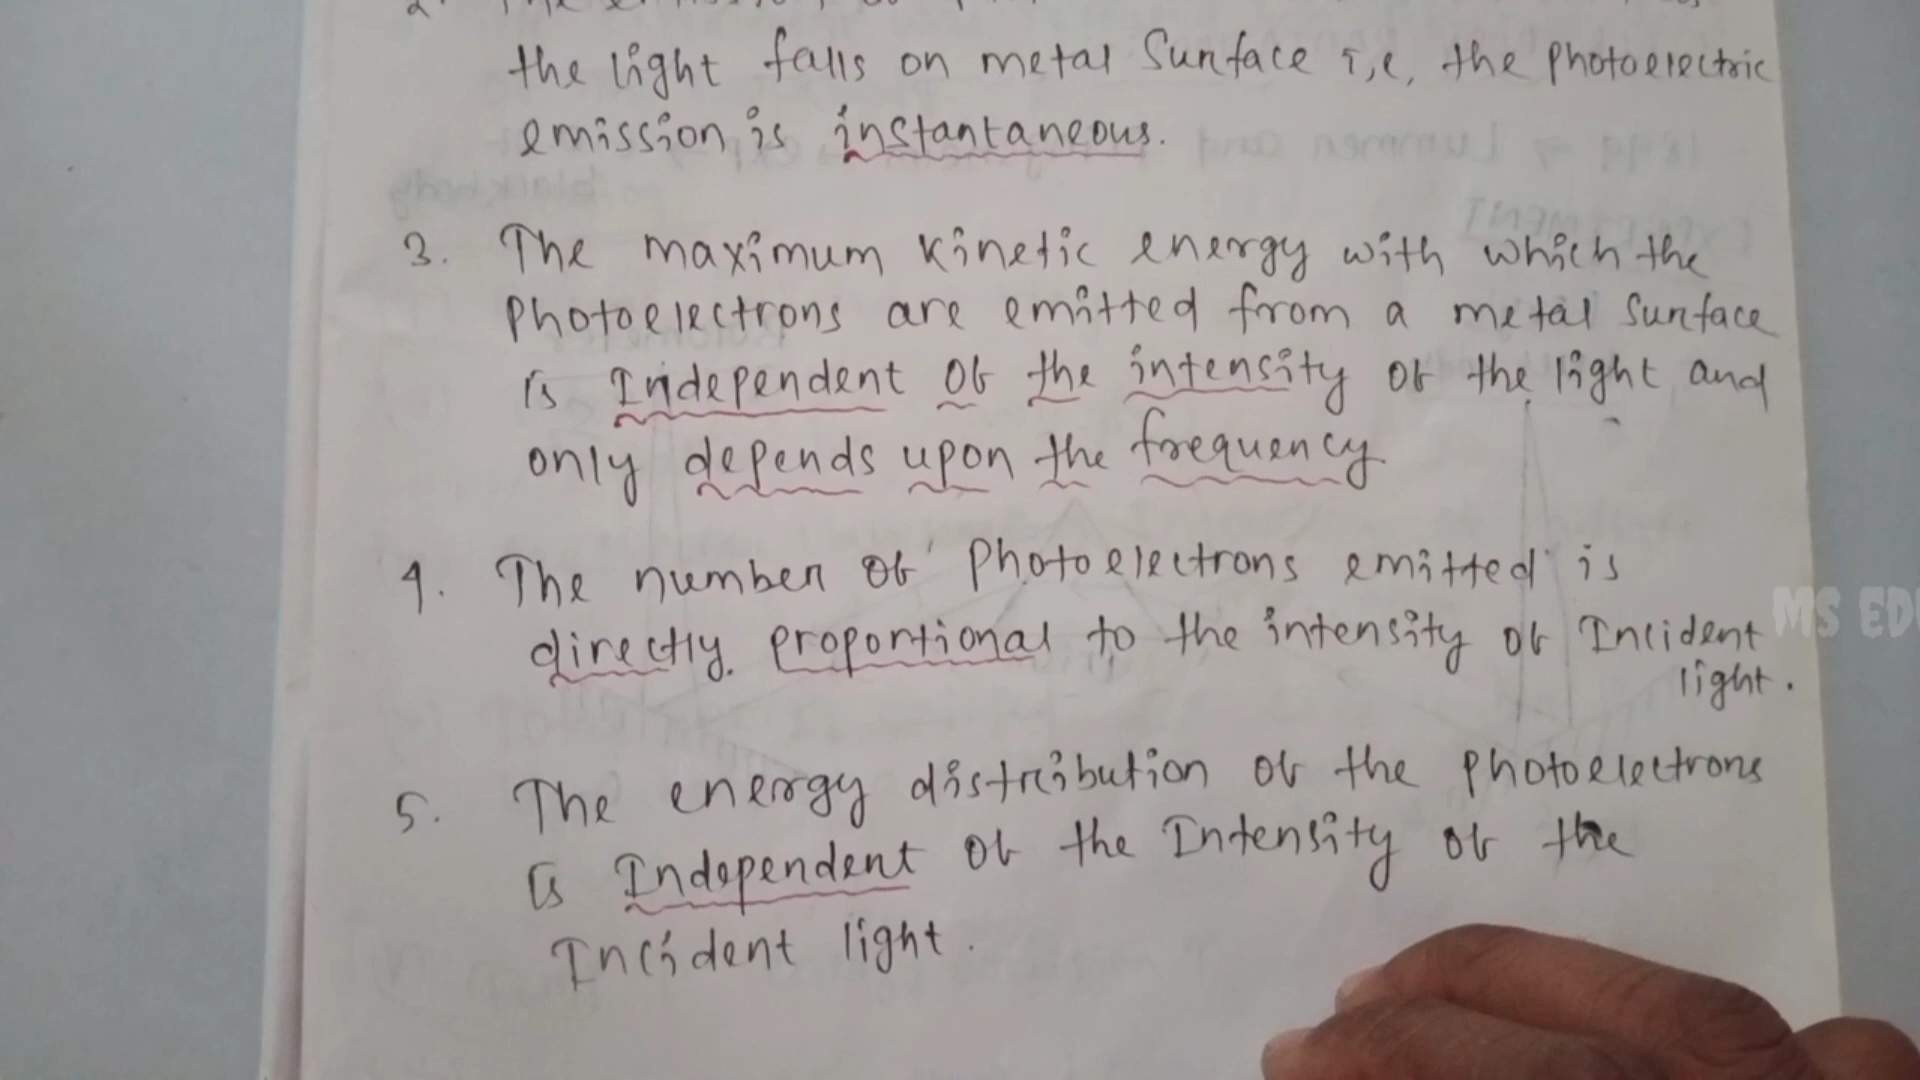 the light falls on metal Surface i,e, the photoelectric
emission is instantaneous.
3. The maximum kinetic energy with which the
photoelectrons are emitted from a metal surface
is Independent of the intensity of the light and
only depends upon the frequency
4. The number of photoelectrons emitted is
directly proportional to the intensity of Incident
light.
5. The energy distribution of the photoelectrons
is Independent of the Intensity of the
Incident light.
MS ED